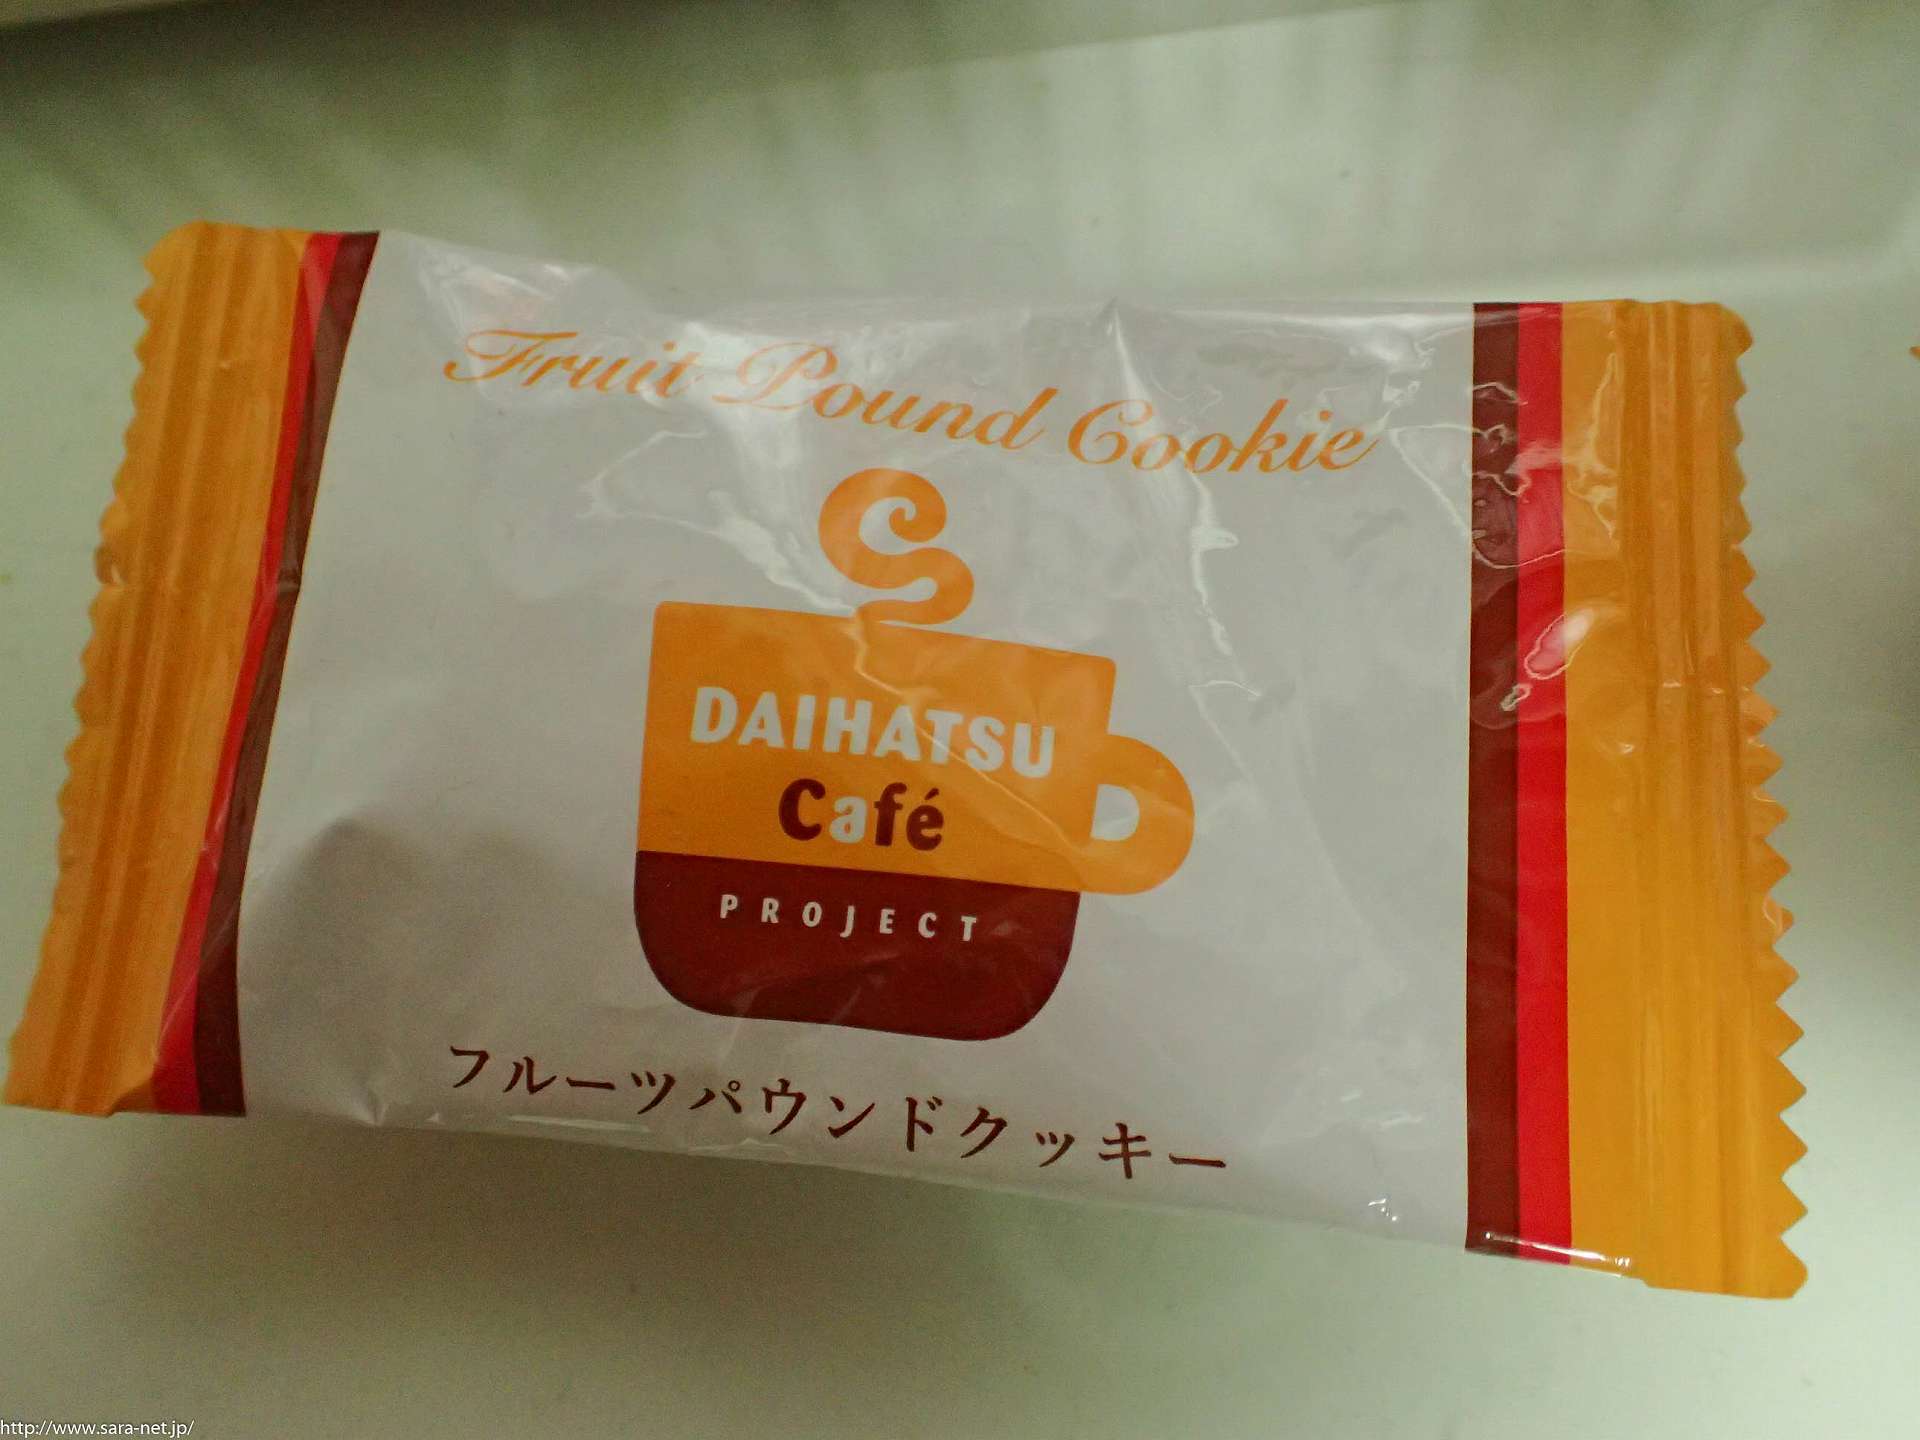 Fruit Pound Cookie
DAIHATSU
Café
PROJECT
フルーツパウンドクッキー
http://www.sara-net.jp/